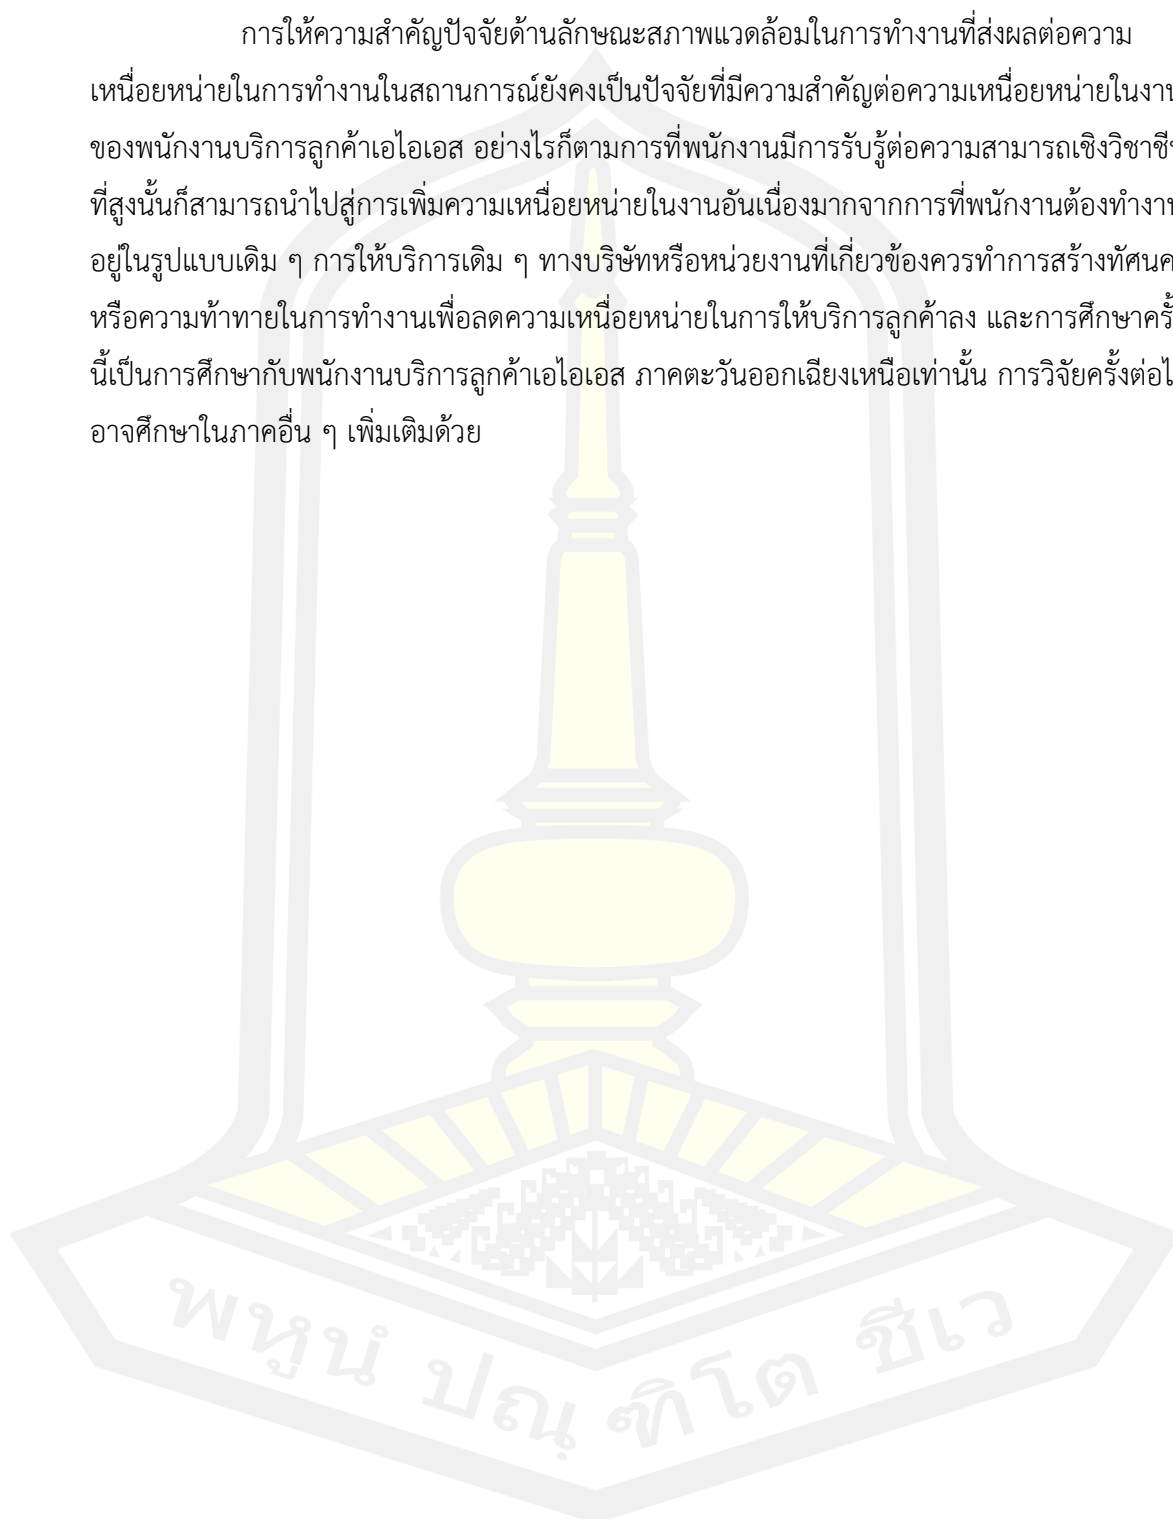 การให้ความสำคัญปัจจัยด้านลักษณะสภาพแวดล้อมในการทำงานที่ส่งผลต่อความ
เหนื่อยหน่ายในการทำงานในสถานการณ์ยังคงเป็นปัจจัยที่มีความสำคัญต่อความเหนื่อยหน่ายในงาน
ของพนักงานบริการลูกค้าเอไอเอส อย่างไรก็ตามการที่พนักงานมีการรับรู้ต่อความสามารถเชิงวิชาชีพ
ที่สูงนั้นก็สามารถนำไปสู่การเพิ่มความเหนื่อยหน่ายในงานอันเนื่องมากจากการที่พนักงานต้องทำงาน
อยู่ในรูปแบบเดิม ๆ การให้บริการเดิม ๆ ทางบริษัทหรือหน่วยงานที่เกี่ยวข้องควรทำการสร้างทัศนค
หรือความท้าทายในการทำงานเพื่อลดความเหนื่อยหน่ายในการให้บริการลูกค้าลง และการศึกษาครั้
นี้เป็นการศึกษากับพนักงานบริการลูกค้าเอไอเอส ภาคตะวันออกเฉียงเหนือเท่านั้น การวิจัยครั้งต่อไ
อาจศึกษาในภาคอื่น ๆ เพิ่มเติมด้วย
พหูนํ ปณฺฑิโต ชีเว